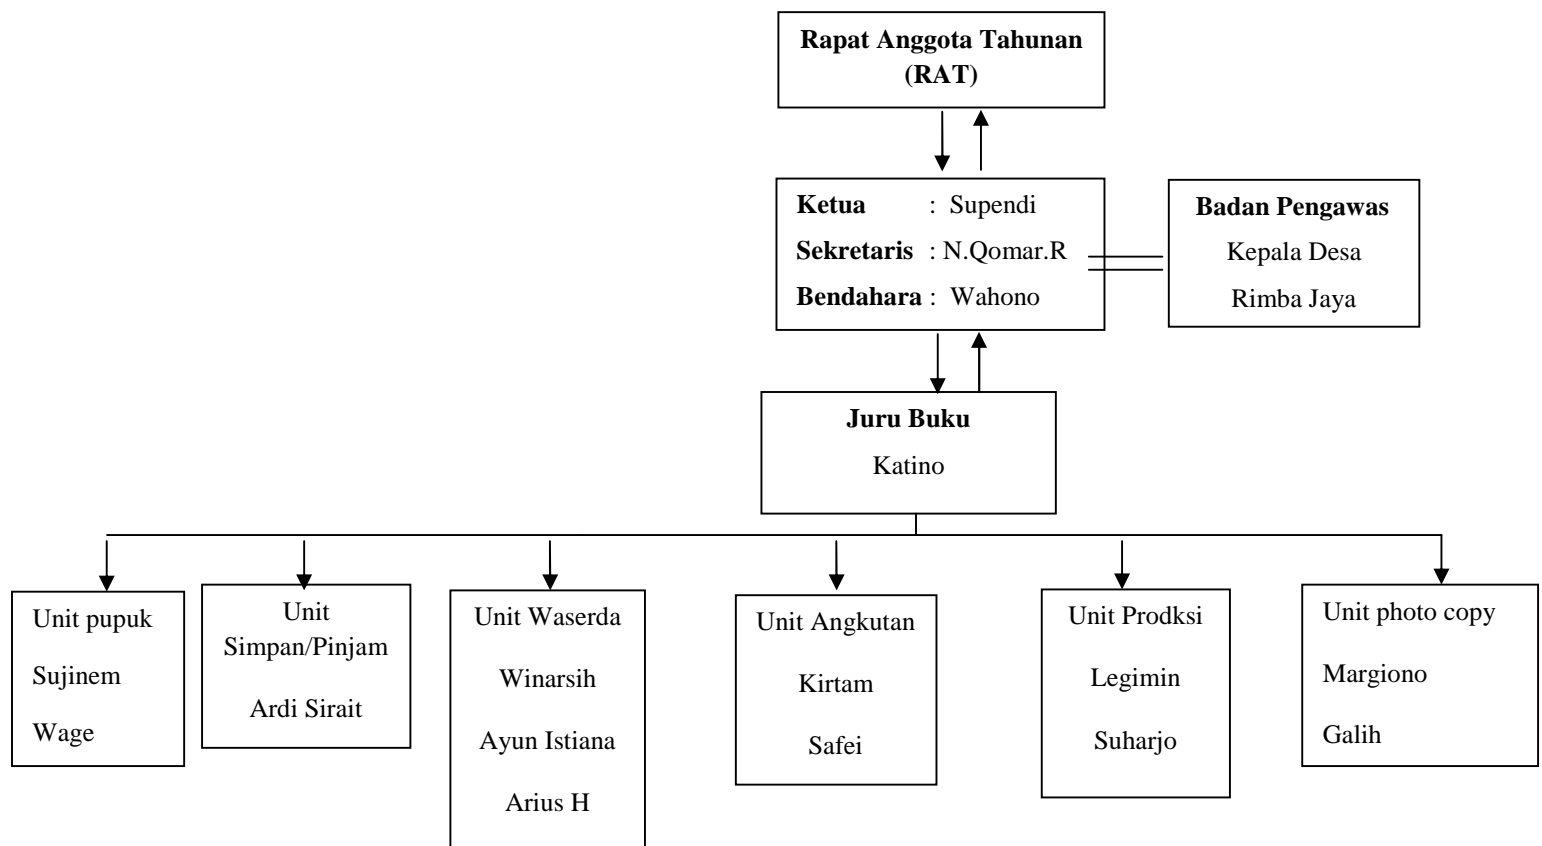 Rapat Anggota Tahunan
(RAT)
Ketua : Supendi
Sekretaris : N.Qomar.R
Bendahara : Wahono
Badan Pengawas
Kepala Desa
Rimba Jaya
Juru Buku
Katino
Unit pupuk
Sujinem
Wage
Unit
Simpan/Pinjam
Ardi Sirait
Unit Waserda
Winarsih
Ayun Istiana
Arius H
Unit Angkutan
Kirtam
Safei
Unit Prodksi
Legimin
Suharjo
Unit photo copy
Margiono
Galih